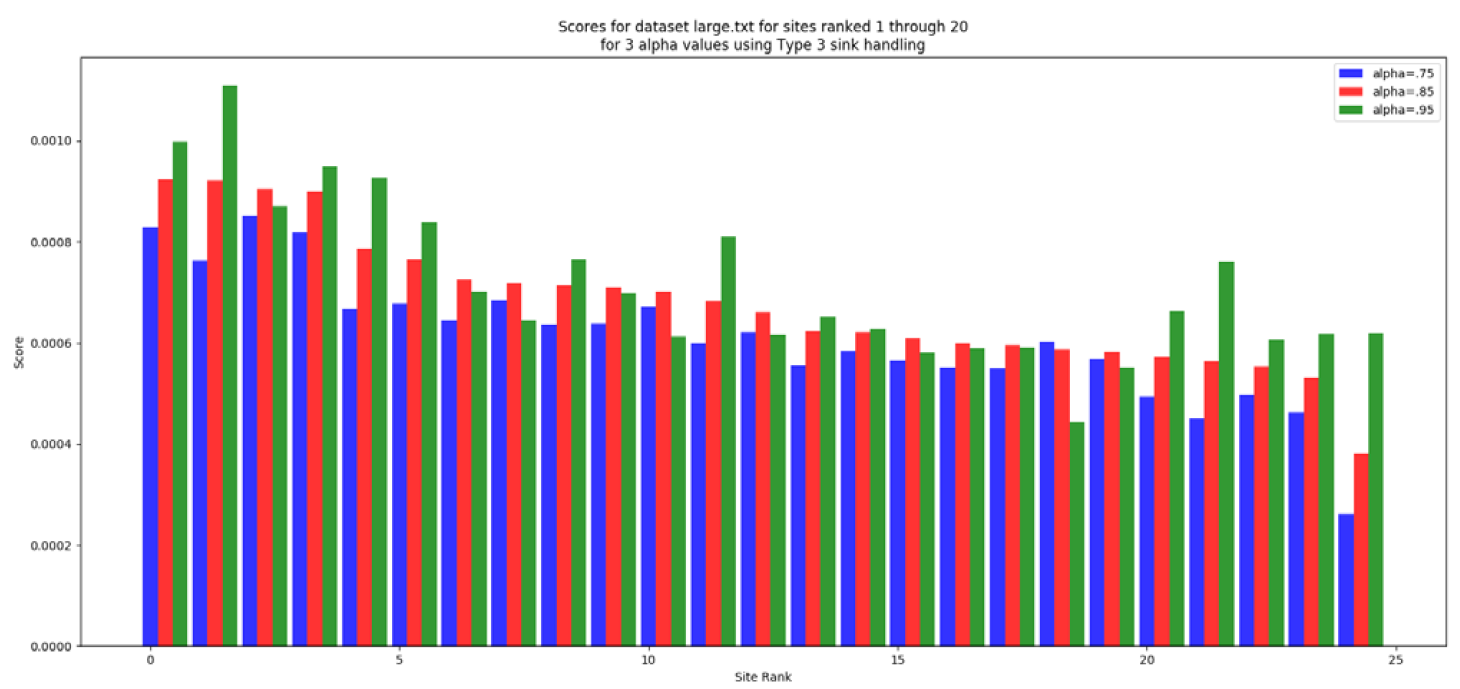 Scores for dataset large.txt for sites ranked 1 through 20
for 3 alpha values using Type 3 sink handling
alpha=.75
alpha=.85
alpha=.95
0.0010
0.0008
0.0006
0.0004
0.0002
0.0000
Score
0 5 10 15 20 25
Site Rank